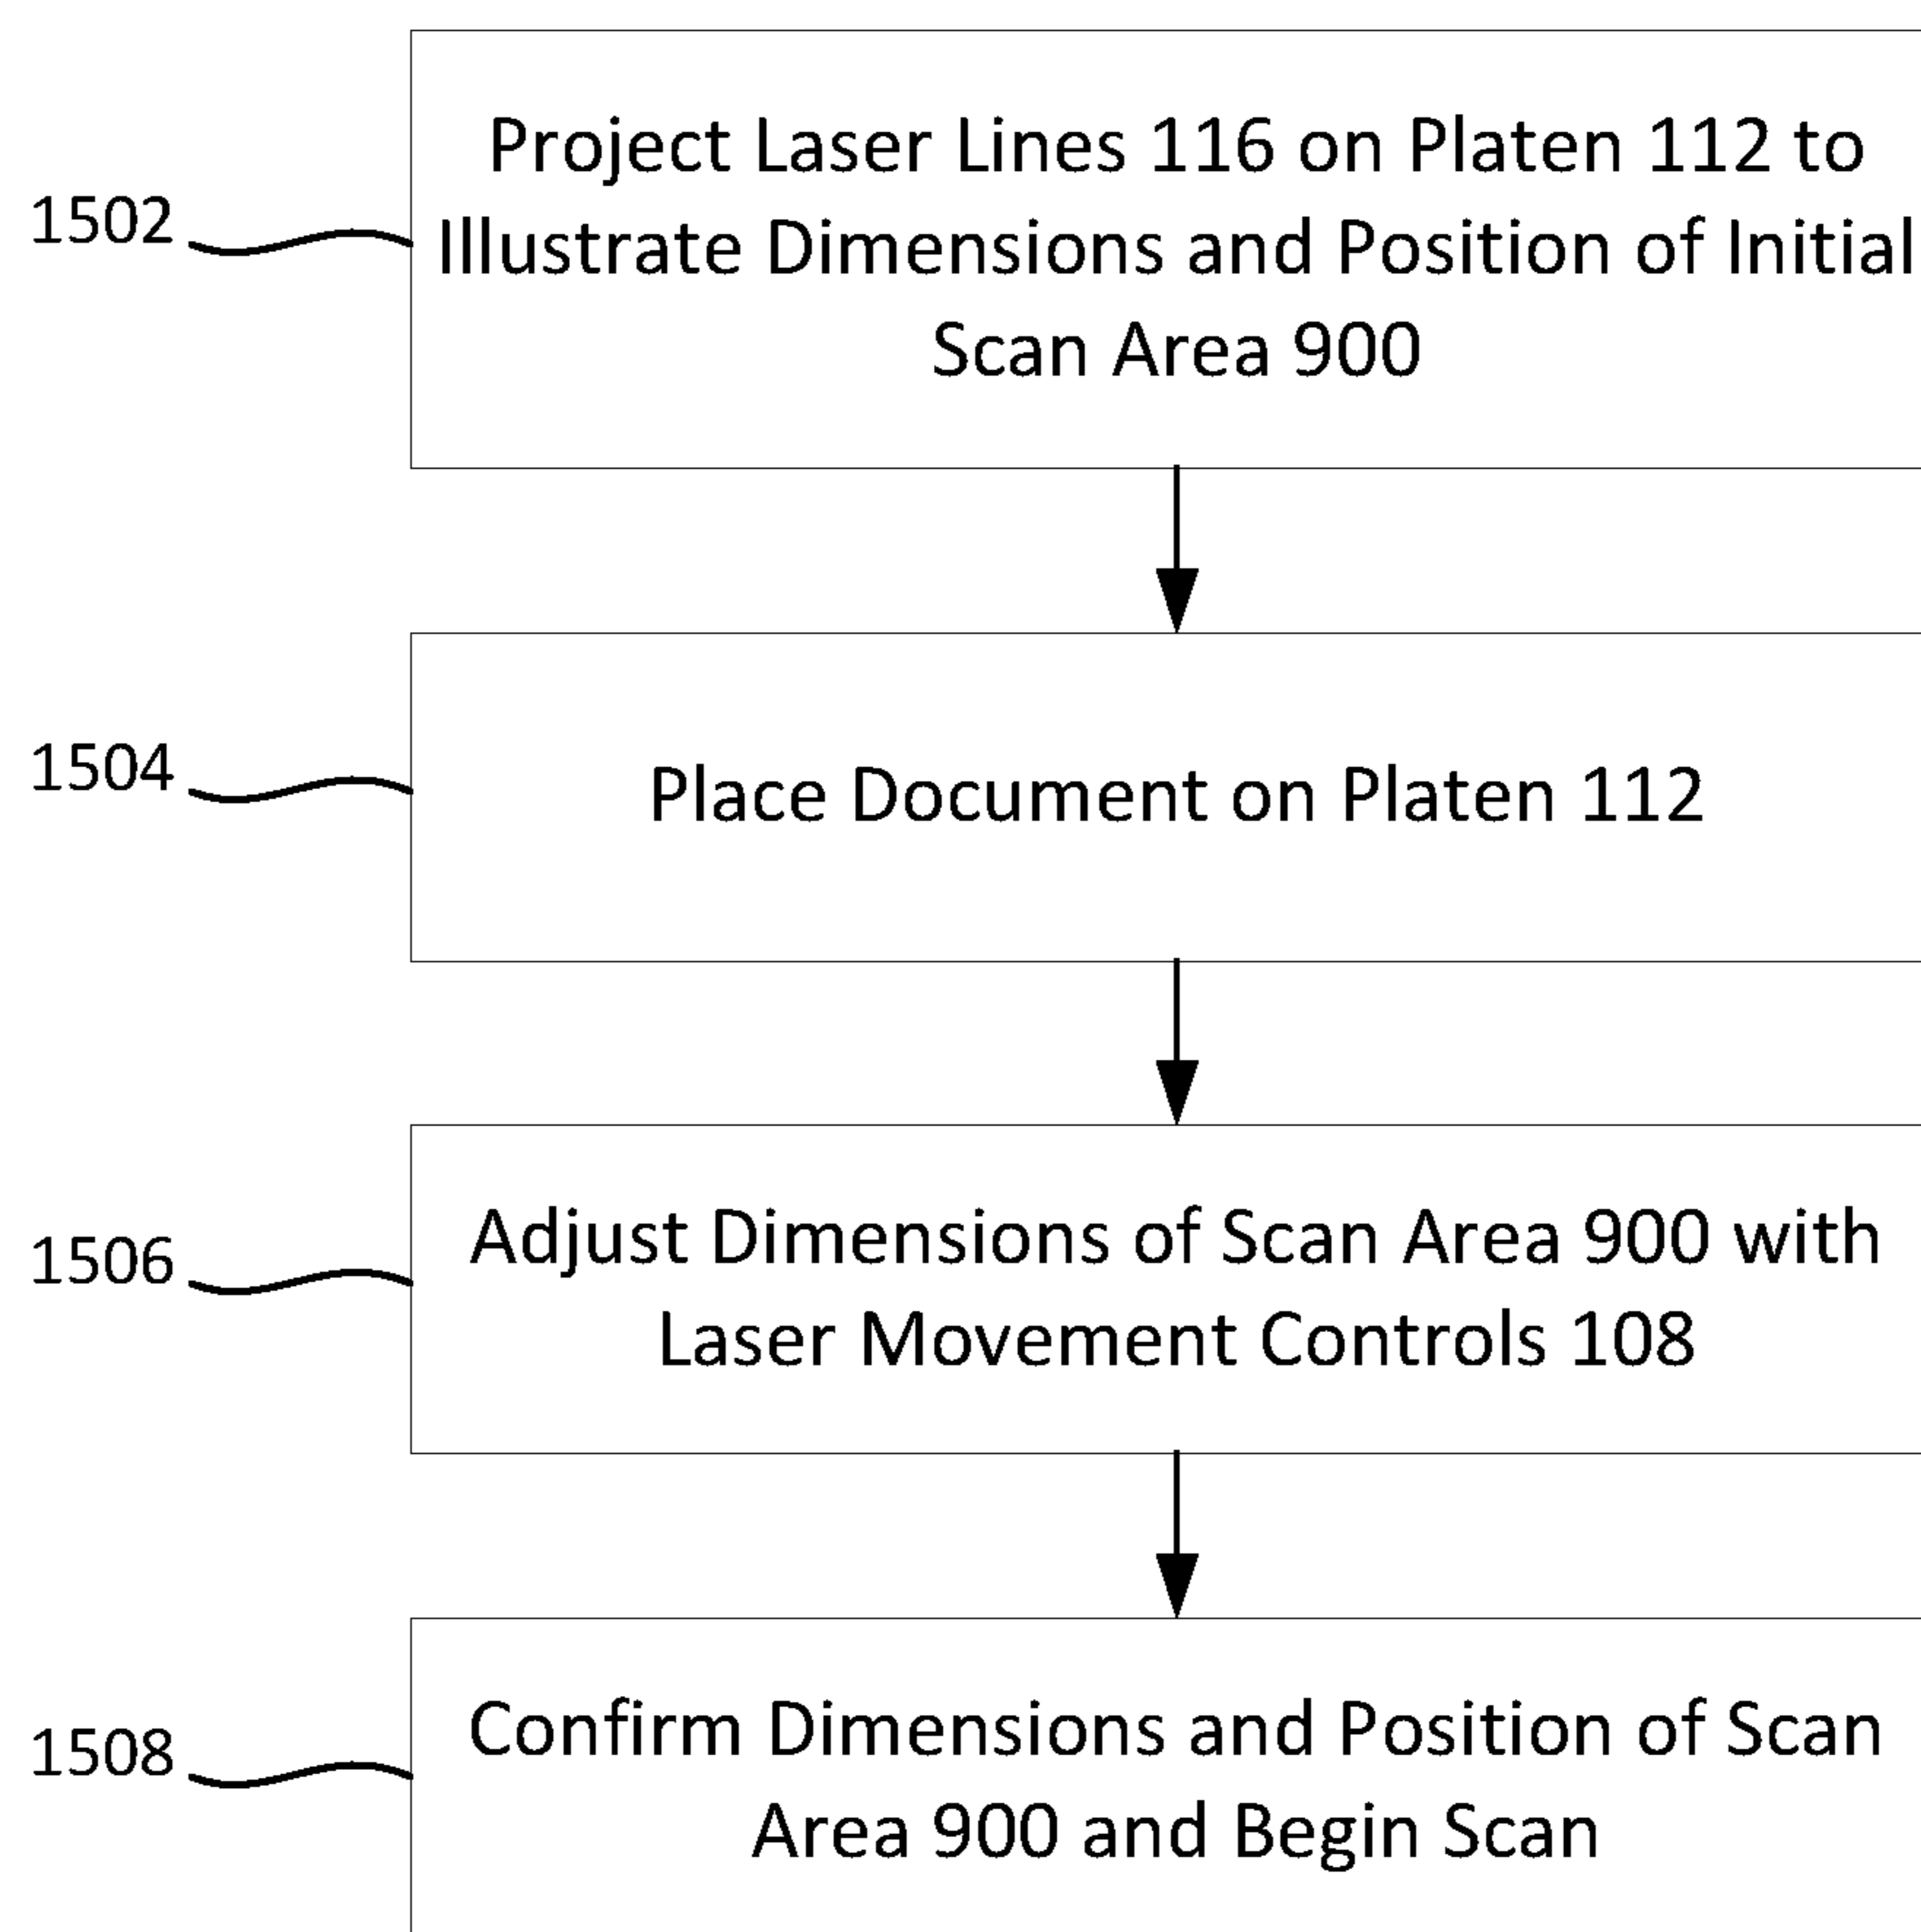 Project Laser Lines 116 on Platen 112 to
1502
Illustrate Dimensions and Position of Initial
Scan Area 900
1504
Place Document on Platen 112
Adjust Dimensions of Scan Area 900 with
1506
Laser Movement Controls 108
Confirm Dimensions and Position of Scan
1508
Area 900 and Begin Scan